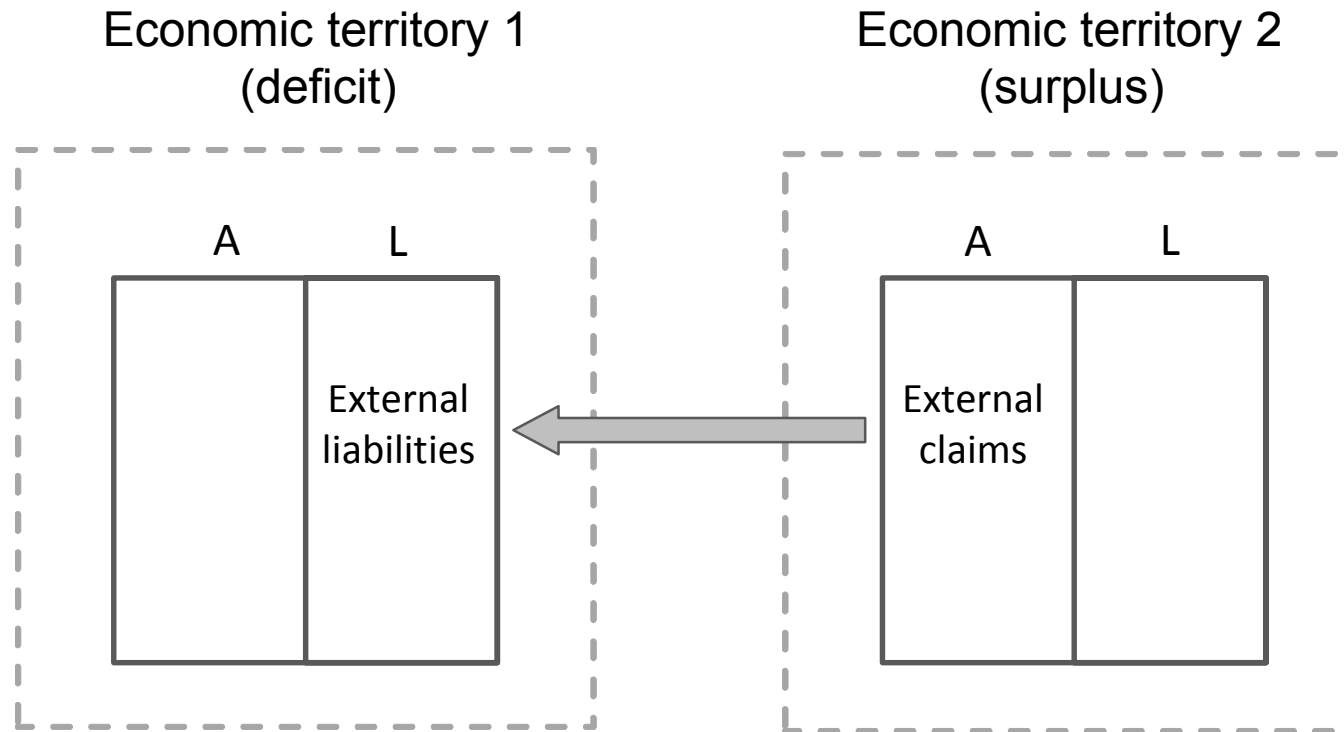 Economic territory 1
(deficit)
Economic territory 2
(surplus)
A
L
A
L
External
liabilities
External
claims